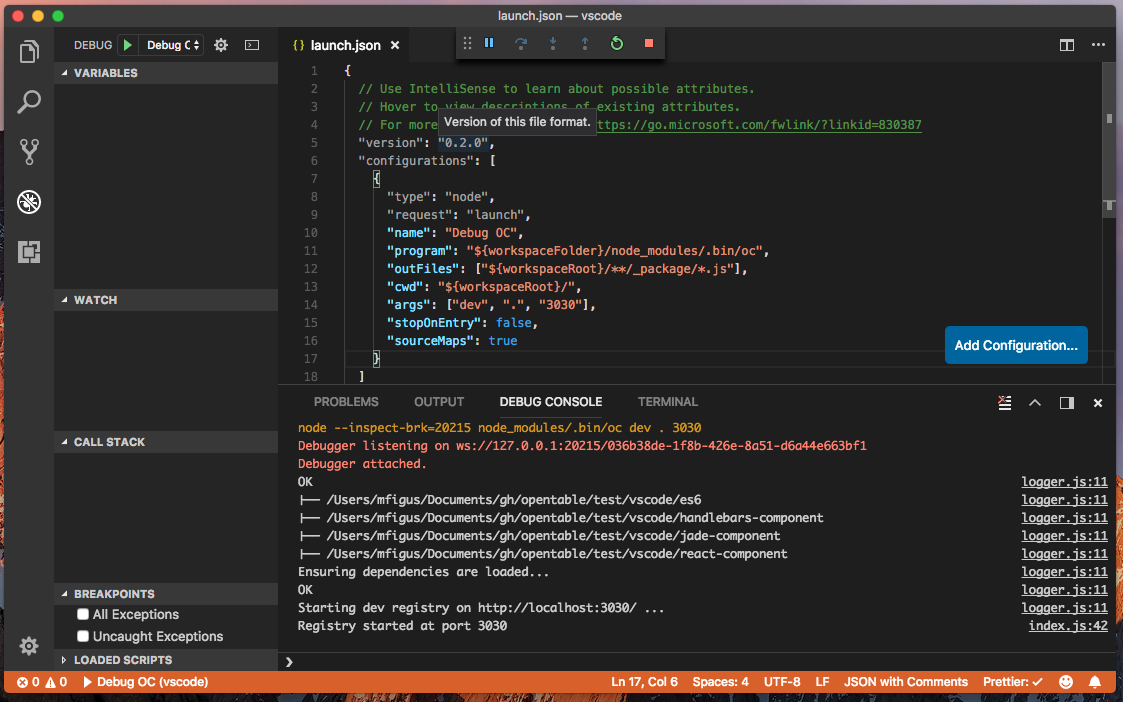 launch.json — vscode
DEBUG Debug C
{} launch.json ×
VARIABLES
WATCH
CALL STACK
BREAKPOINTS
All Exceptions
Uncaught Exceptions
LOADED SCRIPTS
1 {
2 // Use IntelliSense to learn about possible attributes.
3 // Hover to view descriptions of existing attributes.
4 // For more ttps://go.microsoft.com/fwlink/?linkid=830387
Version of this file format.
5 "version": "0.2.0",
6 "configurations": [
7 {
8 "type": "node",
9 "request": "launch",
10 "name": "Debug OC",
11 "program": "${workspaceFolder}/node_modules/.bin/oc",
12 "outFiles": ["${workspaceRoot}/**/_package/*.js"],
13 "cwd": "${workspaceRoot}/",
14 "args": ["dev", ".", "3030"],
15 "stopOnEntry": false,
16 "sourceMaps": true
17 }
18 ]
Add Configuration...
PROBLEMS OUTPUT DEBUG CONSOLE TERMINAL
node --inspect-brk=20215 node_modules/.bin/oc dev . 3030
Debugger listening on ws://127.0.0.1:20215/036b38de-1f8b-426e-8a51-d6a44e663bf1
Debugger attached.
OK logger.js:11
├── /Users/mfigus/Documents/gh/opentable/test/vscode/es6 logger.js:11
├── /Users/mfigus/Documents/gh/opentable/test/vscode/handlebars-component logger.js:11
├── /Users/mfigus/Documents/gh/opentable/test/vscode/jade-component logger.js:11
├── /Users/mfigus/Documents/gh/opentable/test/vscode/react-component logger.js:11
Ensuring dependencies are loaded... logger.js:11
OK logger.js:11
Starting dev registry on http://localhost:3030/ ... logger.js:11
Registry started at port 3030 index.js:42
❯
0 0 Debug OC (vscode) Ln 17, Col 6 Spaces: 4 UTF-8 LF JSON with Comments Prettier: ✓